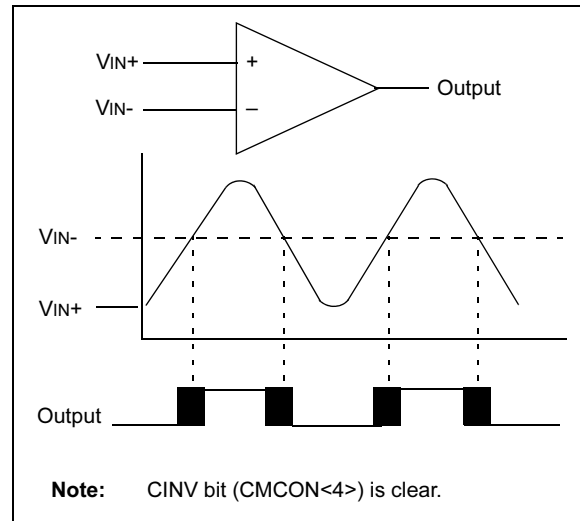 VIN+
+
VIN-
–
Output
VIN-
VIN+
Output
Note: CINV bit (CMCON<4>) is clear.